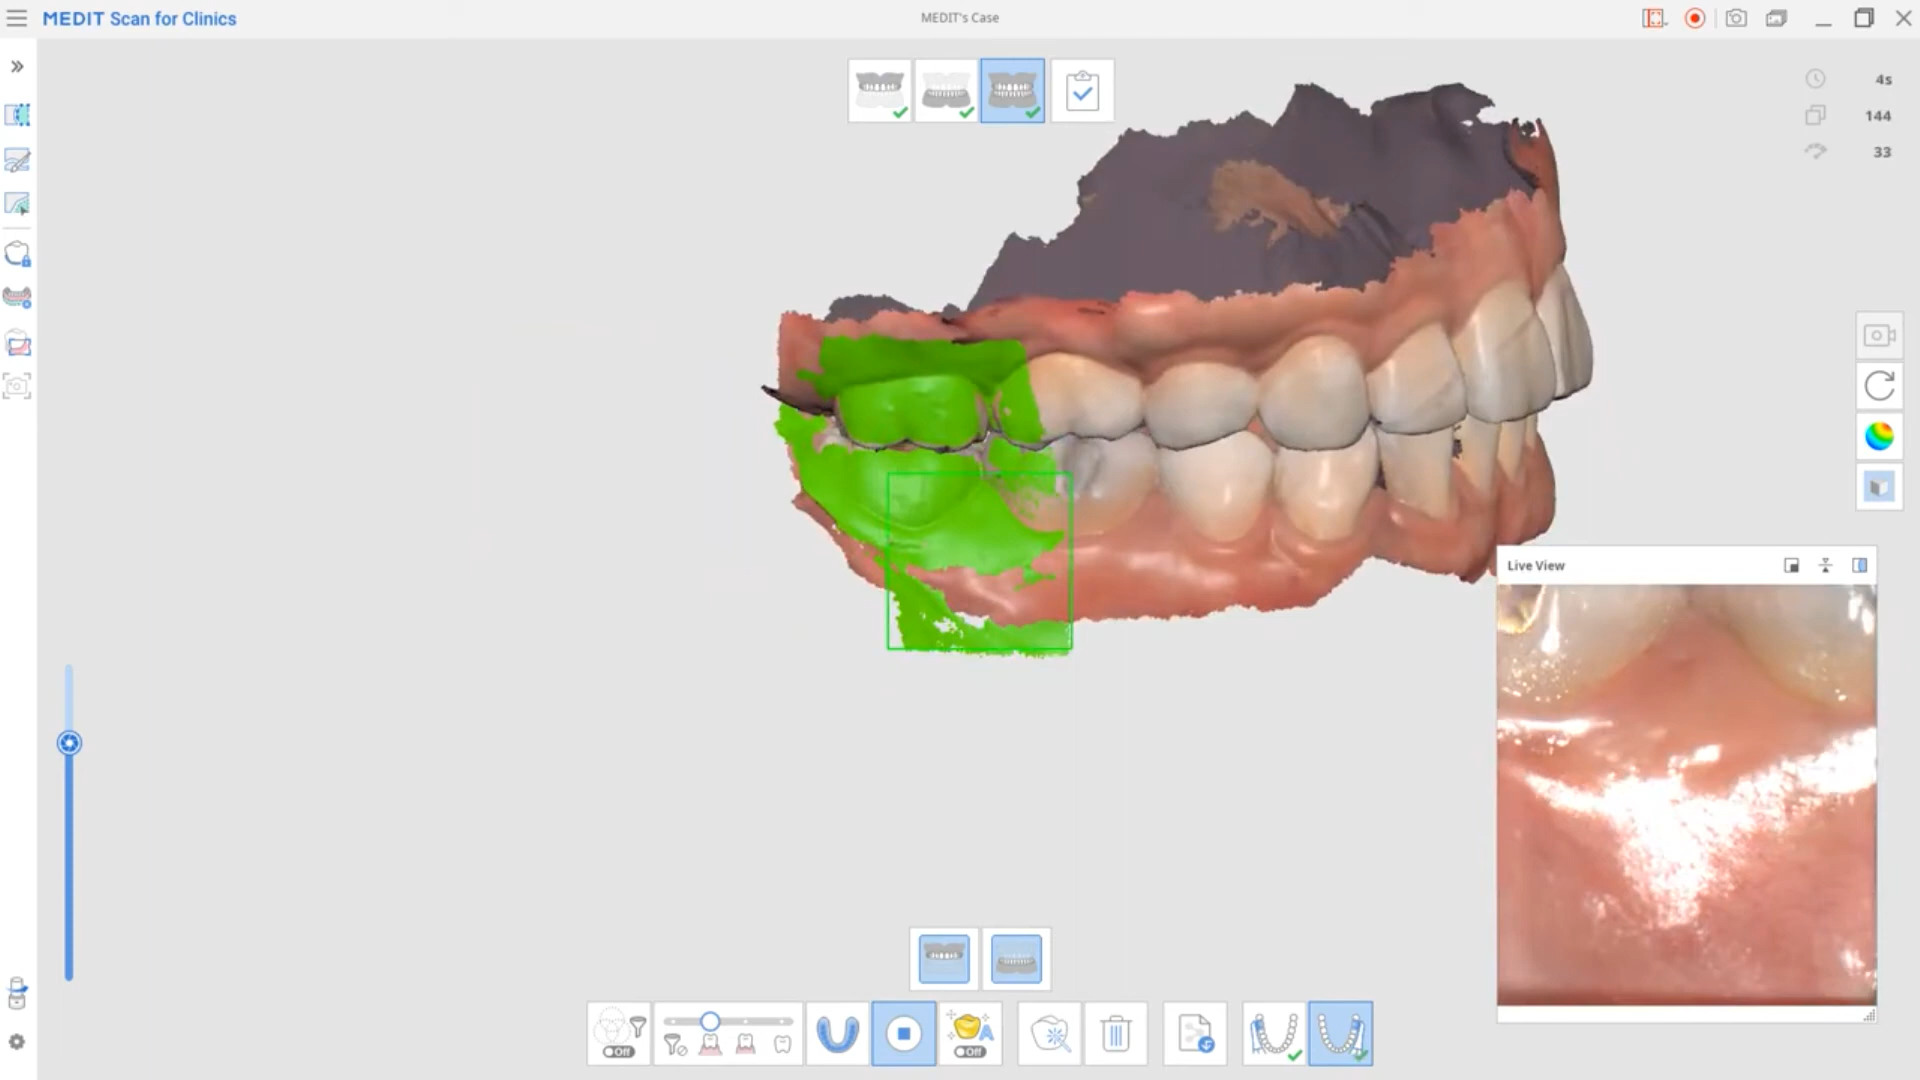 MEDIT Scan for Clinics
MEDIT's Case
4s
144
33
Live View
Off
A
Off